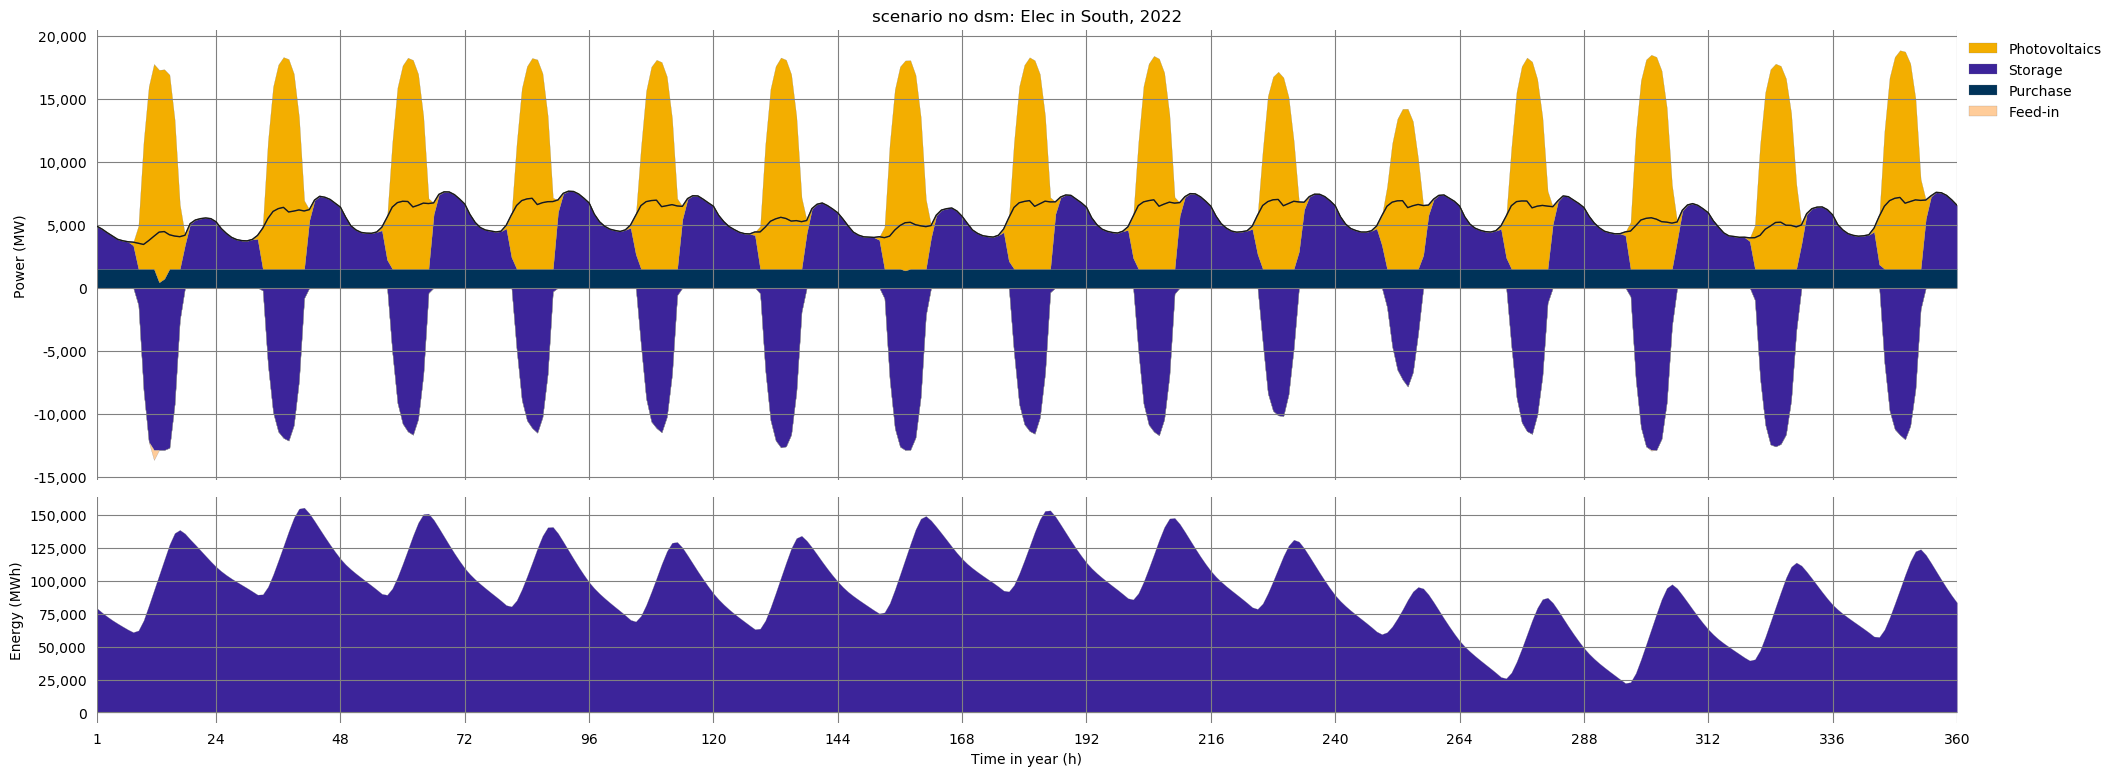 scenario no dsm: Elec in South, 2022
Power (MW)
20,000
15,000
10,000
5,000
0
-5,000
-10,000
-15,000
Photovoltaics
Storage
Purchase
Feed-in
Energy (MWh)
150,000
125,000
100,000
75,000
50,000
25,000
0
1 24 48 72 96 120 144 168 192 216 240 264 288 312 336 360
Time in year (h)